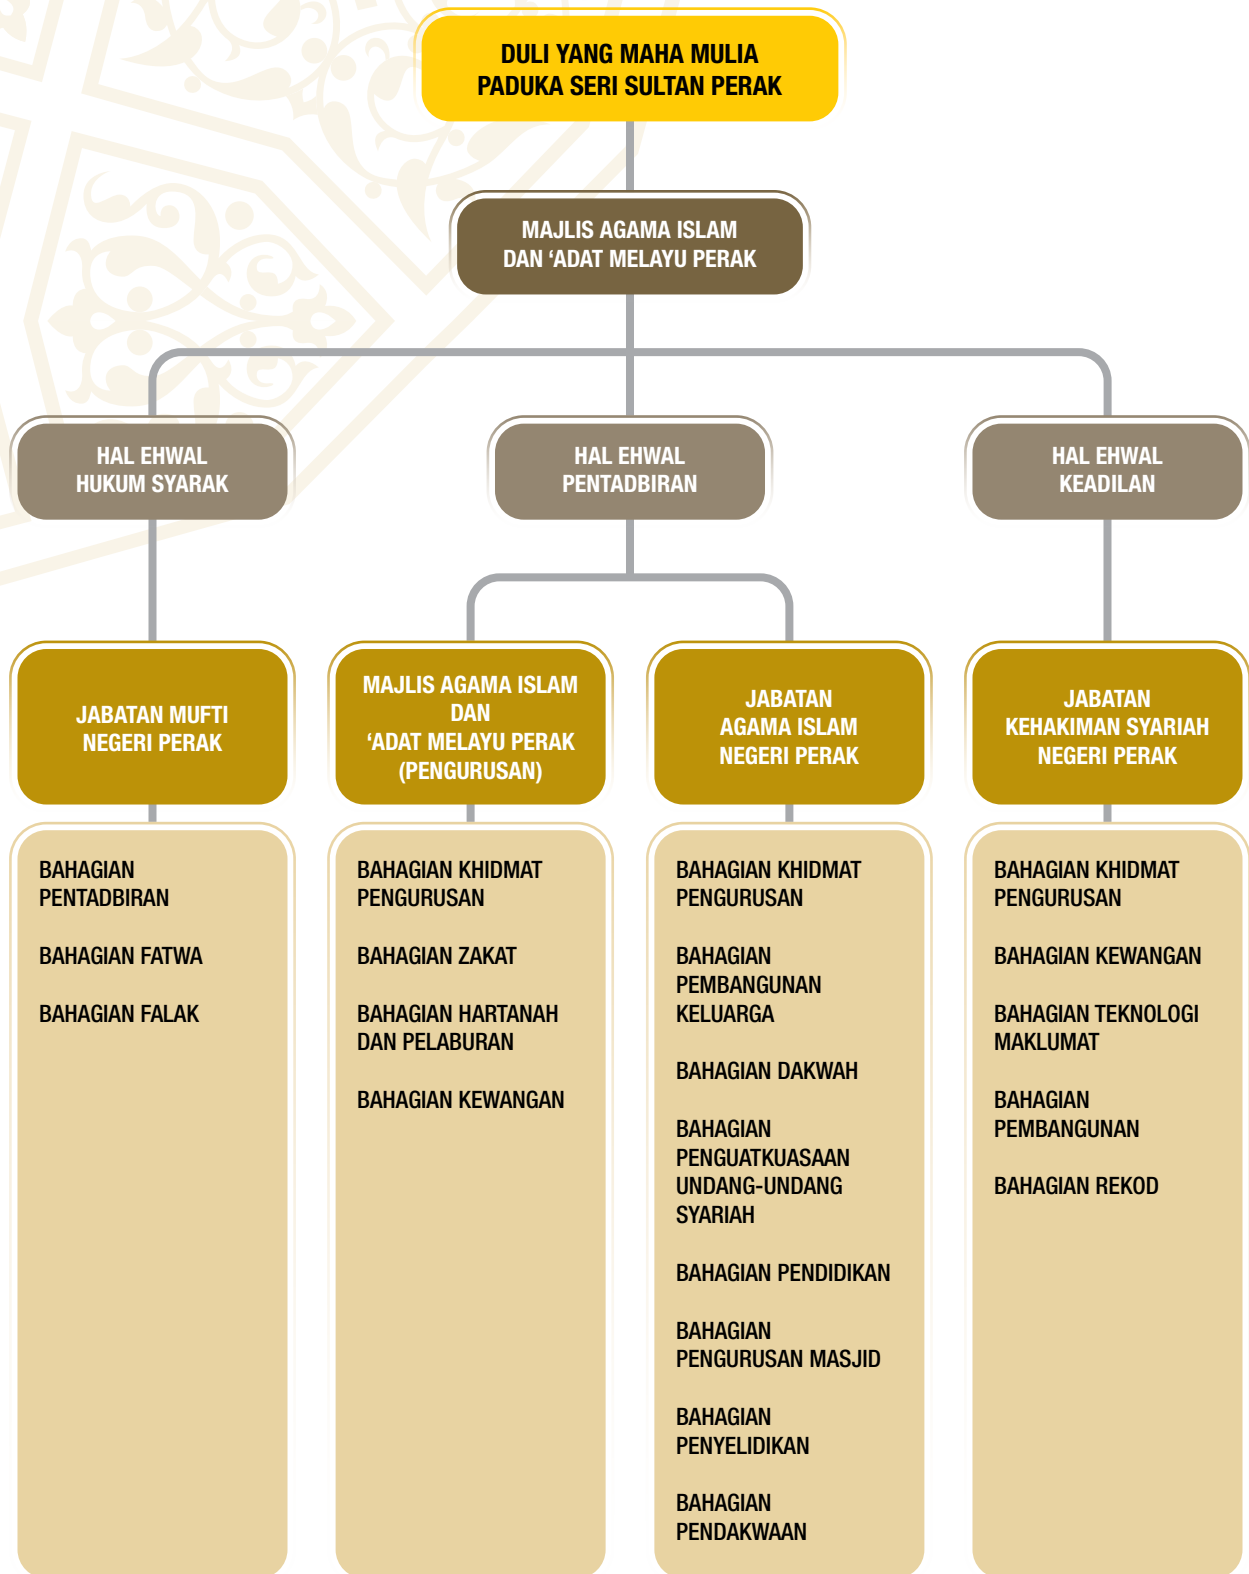 DULI YANG MAHA MULIA
PADUKA SERI SULTAN PERAK
MAJLIS AGAMA ISLAM
DAN ‘ADAT MELAYU PERAK
HAL EHWAL
HUKUM SYARAK
HAL EHWAL
PENTADBIRAN
HAL EHWAL
KEADILAN
JABATAN MUFTI
NEGERI PERAK
MAJLIS AGAMA ISLAM
DAN
‘ADAT MELAYU PERAK
(PENGURUSAN)
JABATAN
AGAMA ISLAM
NEGERI PERAK
JABATAN
KEHAKIMAN SYARIAH
NEGERI PERAK
BAHAGIAN
PENTADBIRAN
BAHAGIAN FATWA
BAHAGIAN FALAK
BAHAGIAN KHIDMAT
PENGURUSAN
BAHAGIAN ZAKAT
BAHAGIAN HARTANAH
DAN PELABURAN
BAHAGIAN KEWANGAN
BAHAGIAN KHIDMAT
PENGURUSAN
BAHAGIAN
PEMBANGUNAN
KELUARGA
BAHAGIAN DAKWAH
BAHAGIAN
PENGUATKUASAAN
UNDANG-UNDANG
SYARIAH
BAHAGIAN PENDIDIKAN
BAHAGIAN
PENGURUSAN MASJID
BAHAGIAN
PENYELIDIKAN
BAHAGIAN
PENDAKWAAN
BAHAGIAN KHIDMAT
PENGURUSAN
BAHAGIAN KEWANGAN
BAHAGIAN TEKNOLOGI
MAKLUMAT
BAHAGIAN
PEMBANGUNAN
BAHAGIAN REKOD